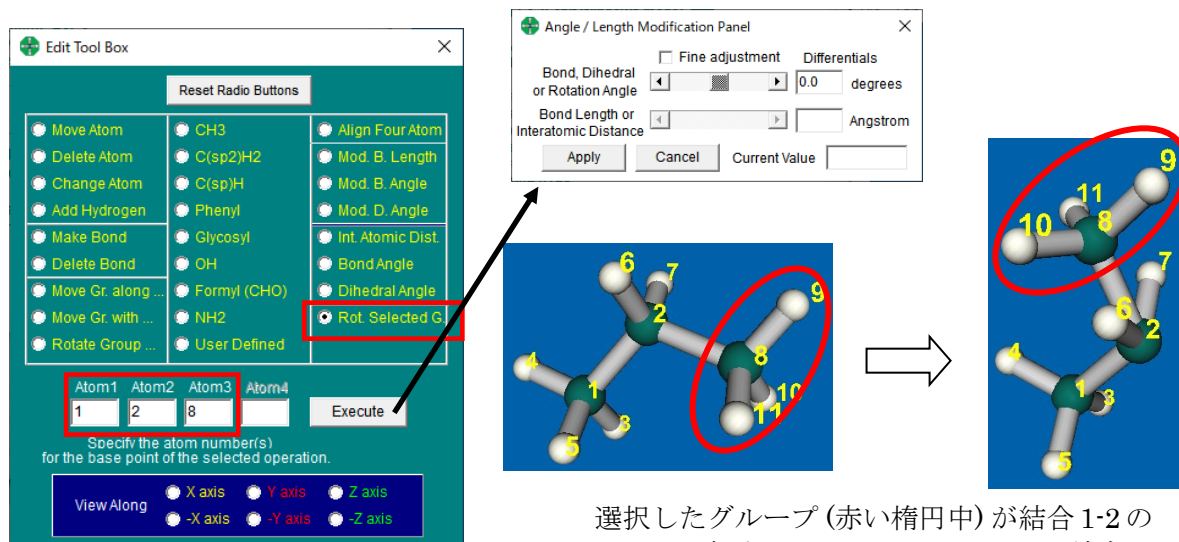 Edit Tool Box
Reset Radio Buttons
Move Atom
Delete Atom
Change Atom
Add Hydrogen
Make Bond
Delete Bond
Move Gr. along ...
Move Gr. with ...
Rotate Group ...
CH3
C(sp2)H2
C(sp)H
Phenyl
Glycosyl
OH
Formyl (CHO)
NH2
User Defined
Align Four Atom
Mod. B. Length
Mod. B. Angle
Mod. D. Angle
Int. Atomic Dist.
Bond Angle
Dihedral Angle
Rot. Selected G.
Atom1 Atom2 Atom3 Atom4
1 2 8
Execute
Specify the atom number(s)
for the base point of the selected operation.
View Along
X axis Y axis Z axis
-X axis -Y axis -Z axis
Angle / Length Modification Panel
Fine adjustment Differentials
Bond, Dihedral
or Rotation Angle
0.0 degrees
Bond Length or
Interatomic Distance
Angstrom
Apply Cancel Current Value
6 7
2
9
4
8
1
10
3
11
5
9
11
10 8
7
6
2
4
1
3
5
選択したグループ (赤い楕円中) が結合 1-2 の